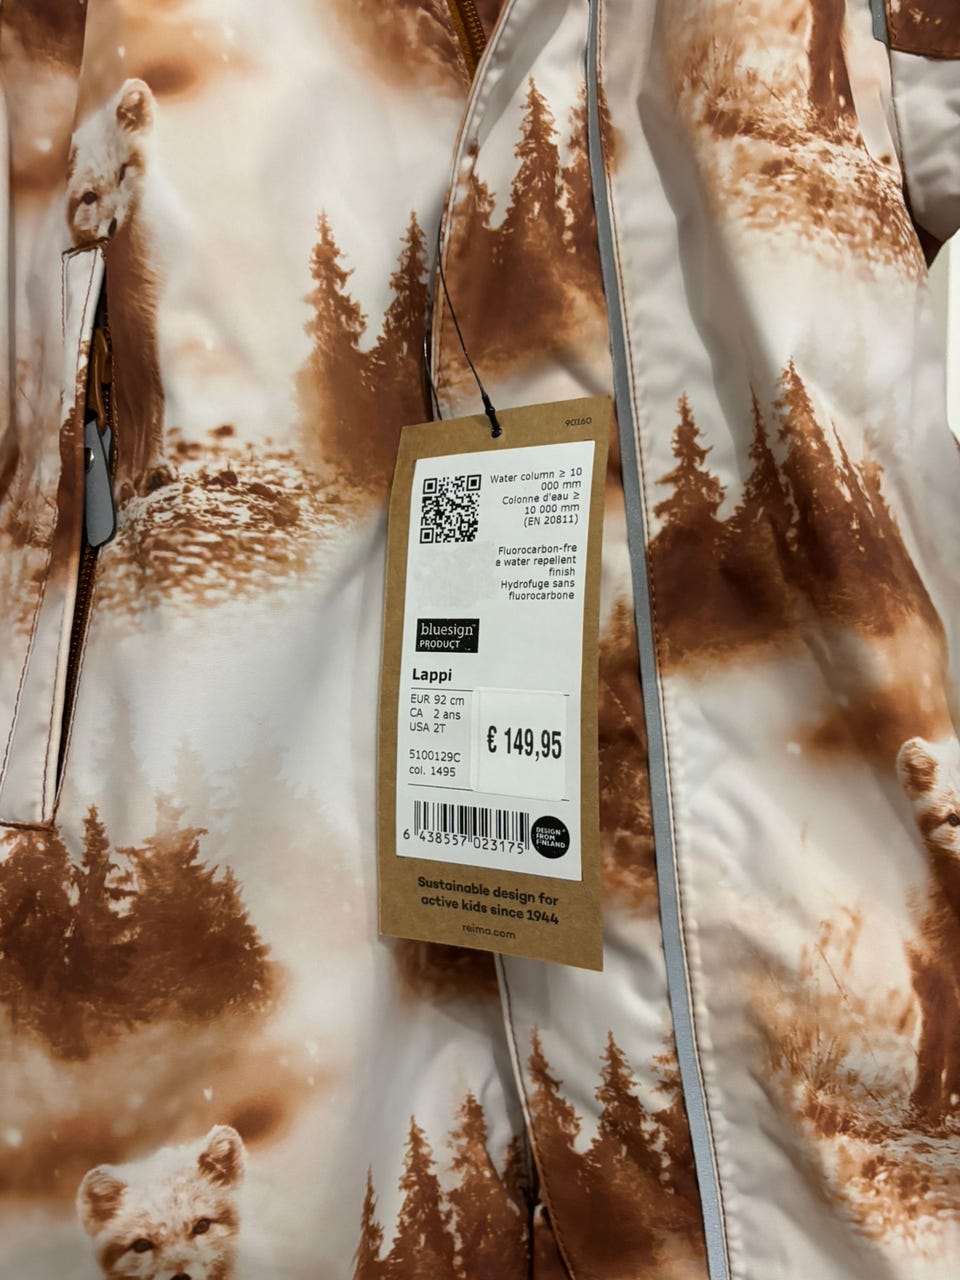 90160
Water column ≥ 10
000 mm
Colonne d'eau ≥
10 000 mm
(EN 20811)
Fluorocarbon-fre
e water repellent
finish
Hydrofuge sans
fluorocarbone
bluesign™
PRODUCT
Lappi
EUR 92 cm
CA 2 ans
USA 2T
€ 149,95
5100129C
col. 1495
6 438557 023175
DESIGN
FROM
FINLAND
Sustainable design for
active kids since 1944
reima.com